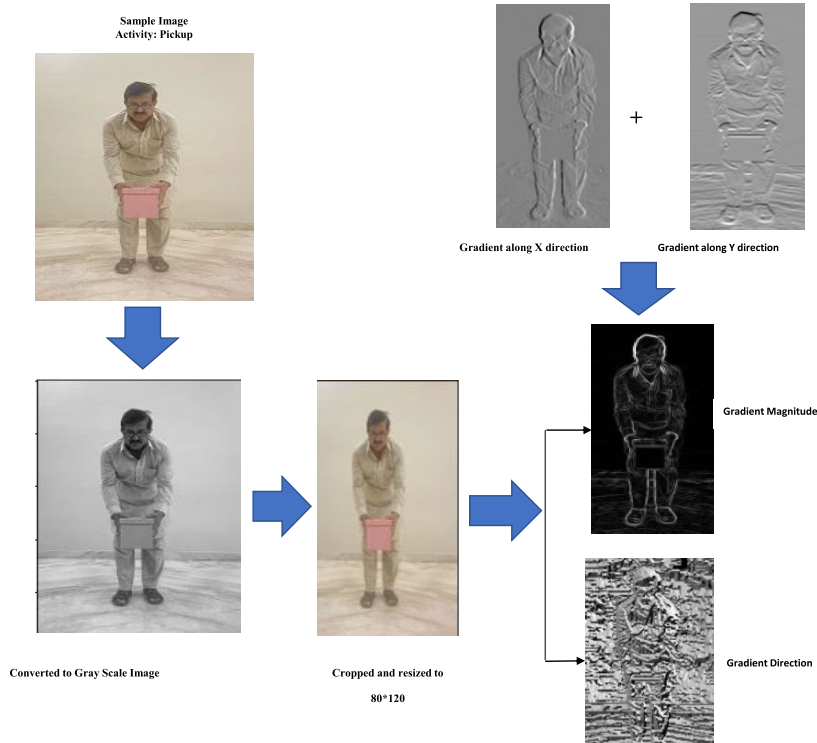 Sample Image
Activity: Pickup
+
Gradient along X direction
Gradient along Y direction
Gradient Magnitude
Converted to Gray Scale Image
Cropped and resized to
80*120
Gradient Direction